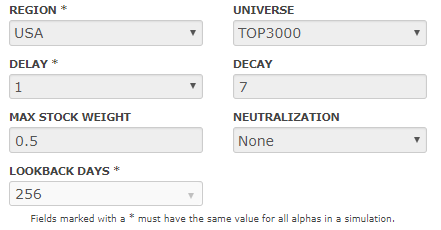 REGION * UNIVERSE
USA TOP3000
DELAY * DECAY
1 7
MAX STOCK WEIGHT NEUTRALIZATION
0.5 None
LOOKBACK DAYS *
256
Fields marked with a * must have the same value for all alphas in a simulation.